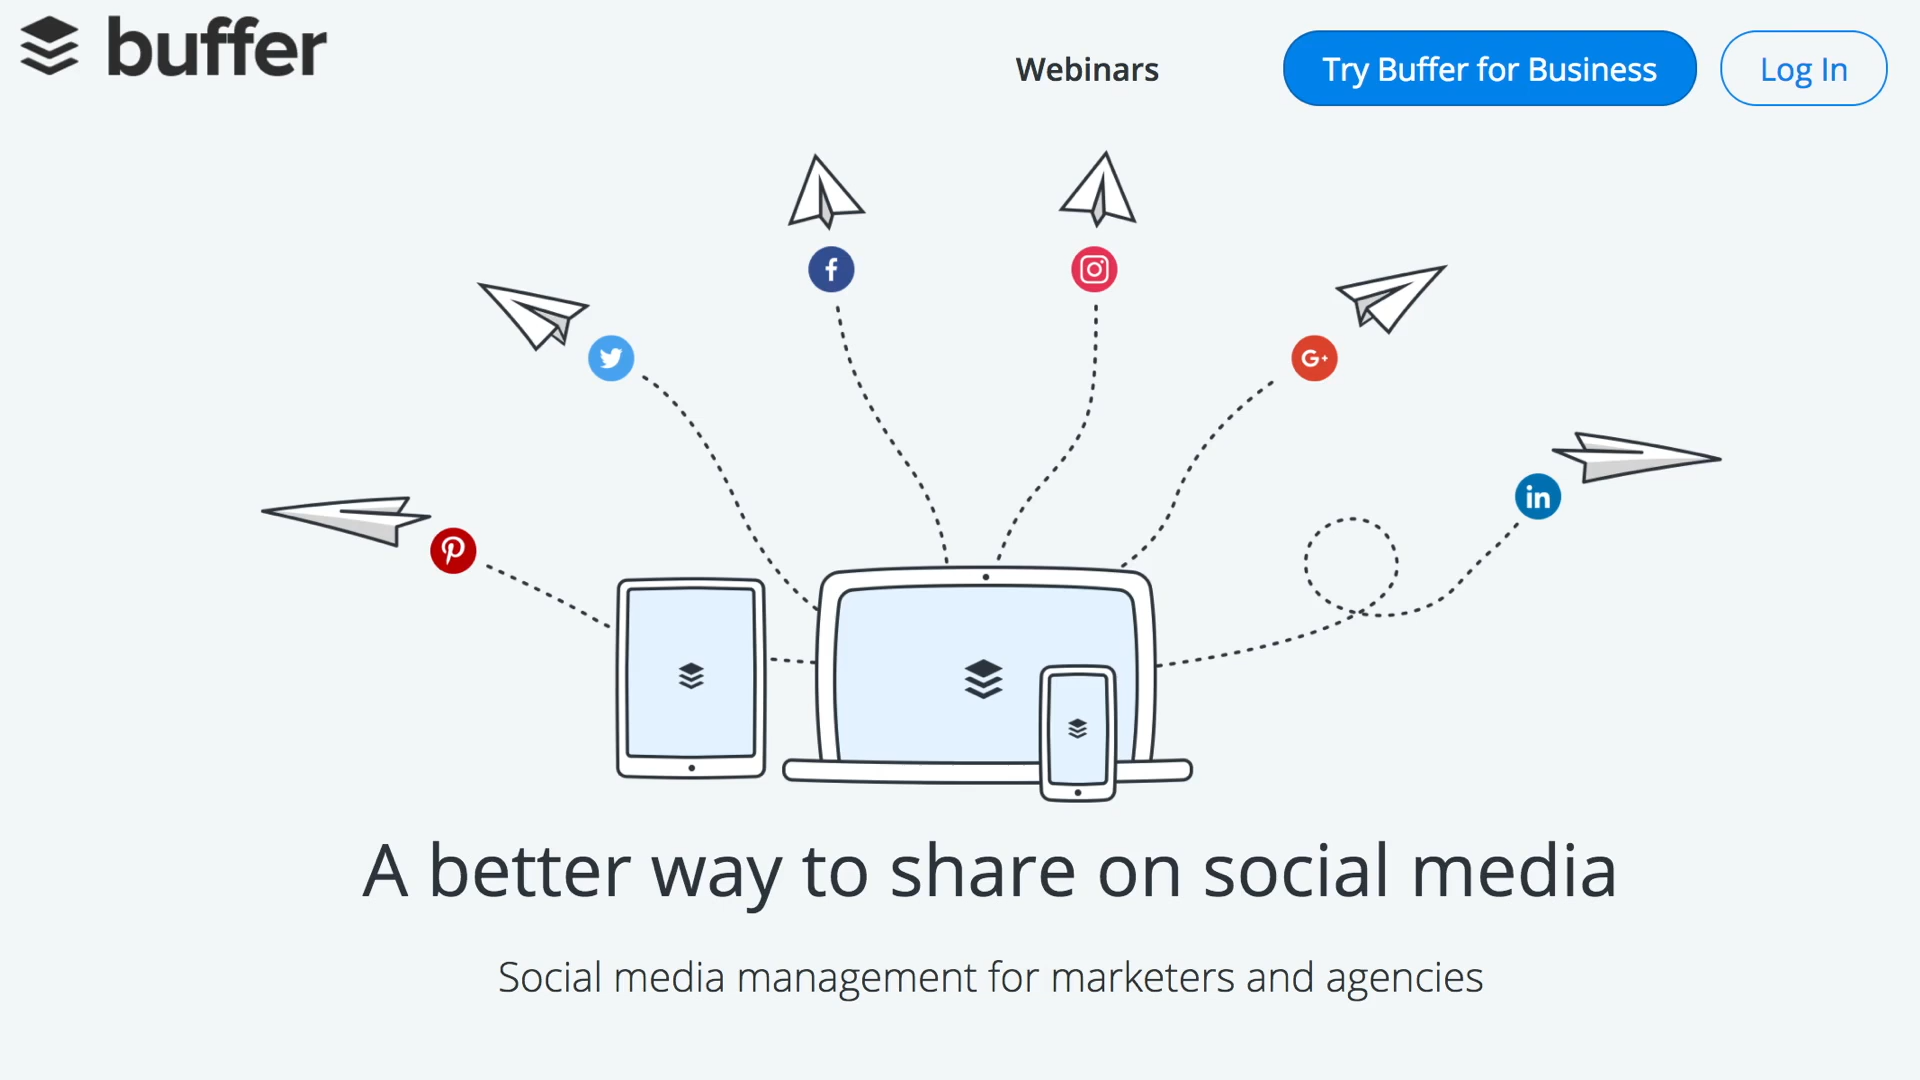 buffer
Webinars
Try Buffer for Business
Log In
f
G+
in
A better way to share on social media
Social media management for marketers and agencies